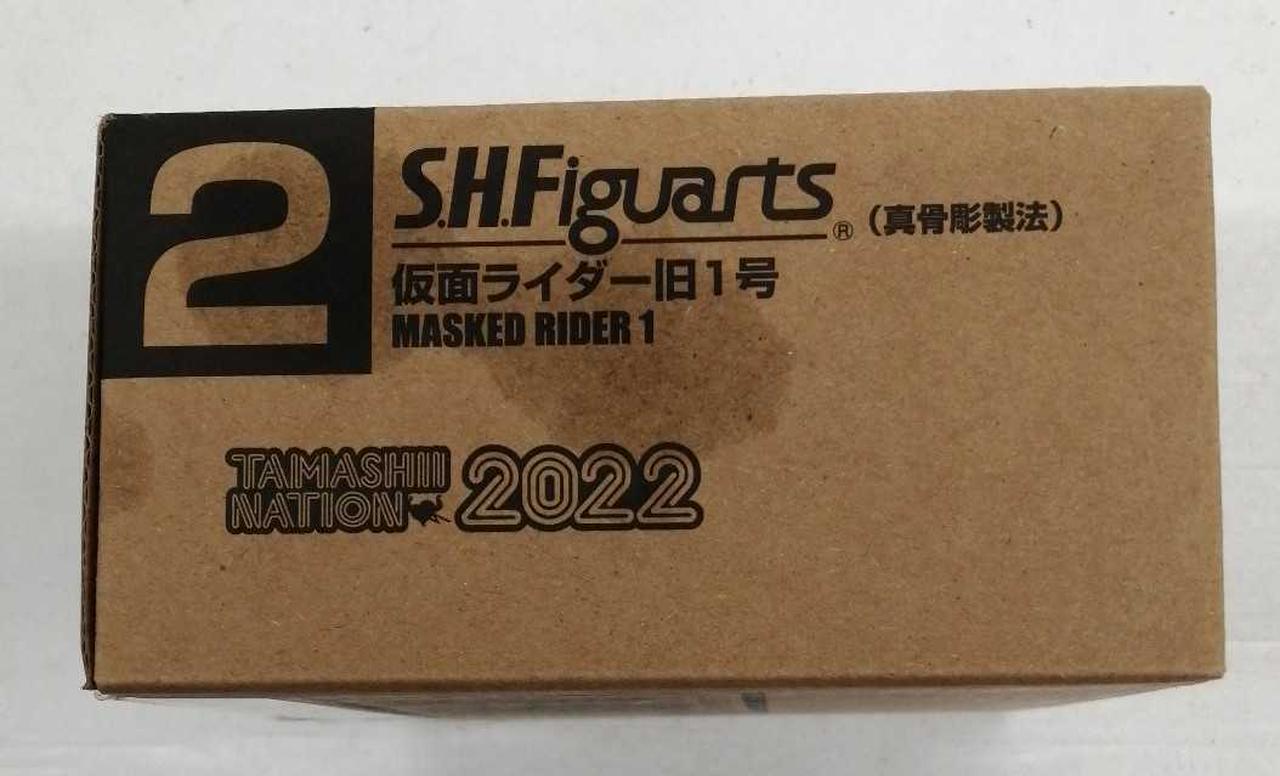 2
S.H.Figuarts® (真骨彫製法)
仮面ライダー旧1号
MASKED RIDER 1
TAMASHII
NATION 2022